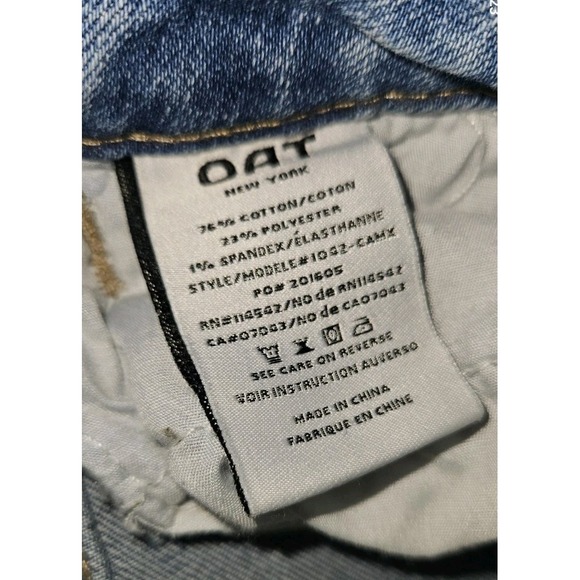 OAT
NEW YORK
76% COTTON/COTON
23% POLYESTER
1% SPANDEX/ÉLASTHANNE
STYLE/MODELE#1042-CAMX
PO# 201605
RN#114542/NO de RN114542
CA#07043/NO de CA07043
SEE CARE ON REVERSE
VOIR INSTRUCTION AUVERSO
MADE IN CHINA
FABRIQUE EN CHINE